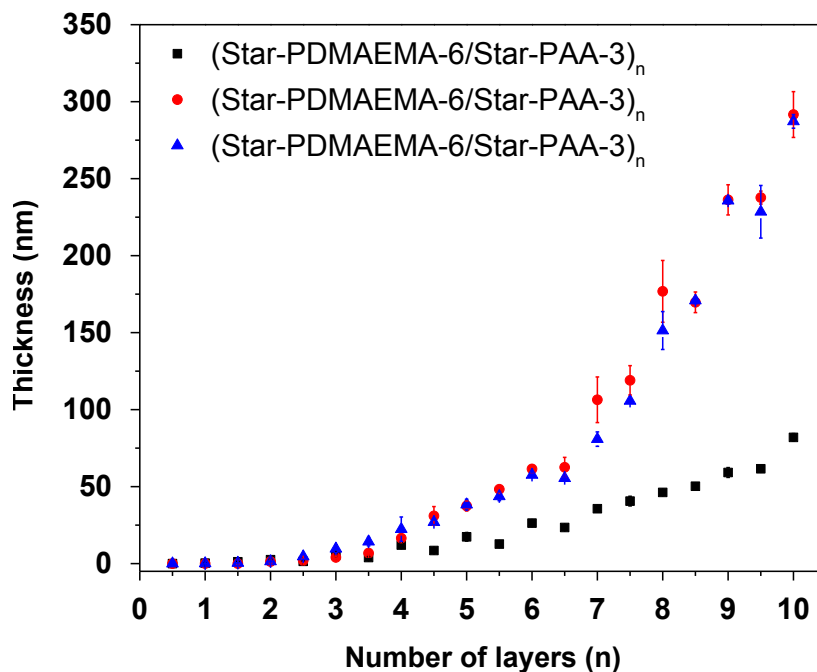 350
300
250
200
150
100
50
0
Thickness (nm)
(Star-PDMAEMA-6/Star-PAA-3)n
(Star-PDMAEMA-6/Star-PAA-3)n
(Star-PDMAEMA-6/Star-PAA-3)n
0 1 2 3 4 5 6 7 8 9 10
Number of layers (n)